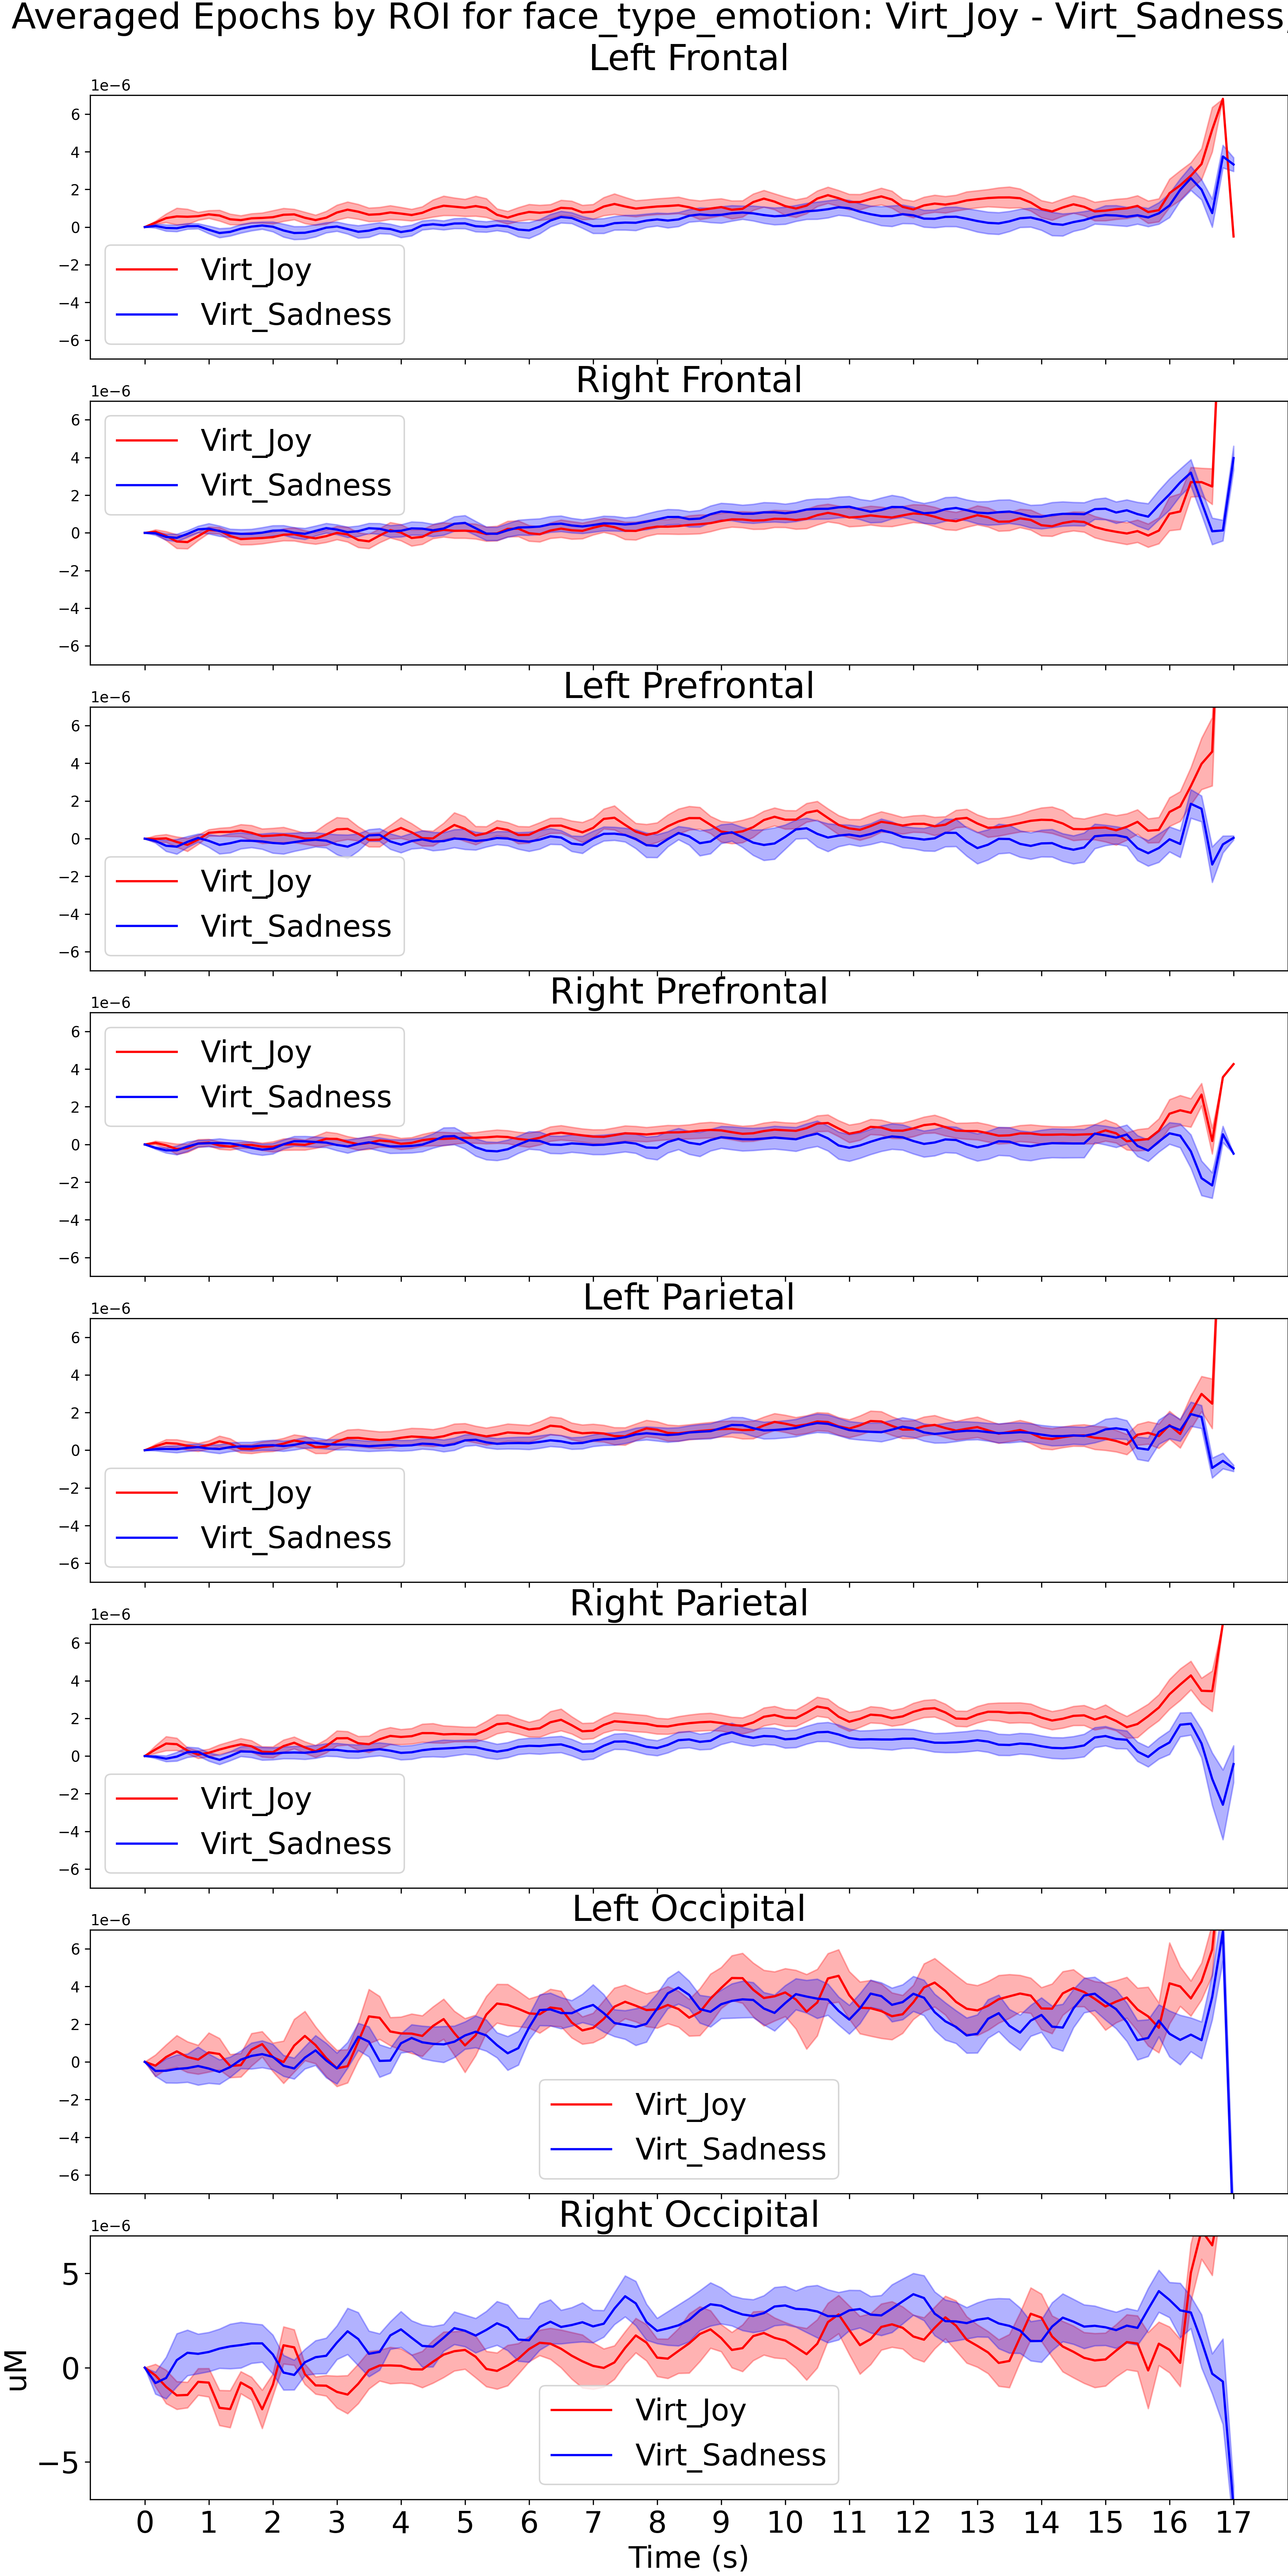 Averaged Epochs by ROI for face_type_emotion: Virt_Joy - Virt_Sadness
Left Frontal
1e−6
6
4
2
0
−2
−4
−6
Virt_Joy
Virt_Sadness
Right Frontal
1e−6
6
4
2
0
−2
−4
−6
Virt_Joy
Virt_Sadness
Left Prefrontal
1e−6
6
4
2
0
−2
−4
−6
Virt_Joy
Virt_Sadness
Right Prefrontal
1e−6
6
4
2
0
−2
−4
−6
Virt_Joy
Virt_Sadness
Left Parietal
1e−6
6
4
2
0
−2
−4
−6
Virt_Joy
Virt_Sadness
Right Parietal
1e−6
6
4
2
0
−2
−4
−6
Virt_Joy
Virt_Sadness
Left Occipital
1e−6
6
4
2
0
−2
−4
−6
Virt_Joy
Virt_Sadness
Right Occipital
1e−6
5
0
−5
uM
Virt_Joy
Virt_Sadness
0 1 2 3 4 5 6 7 8 9 10 11 12 13 14 15 16 17
Time (s)